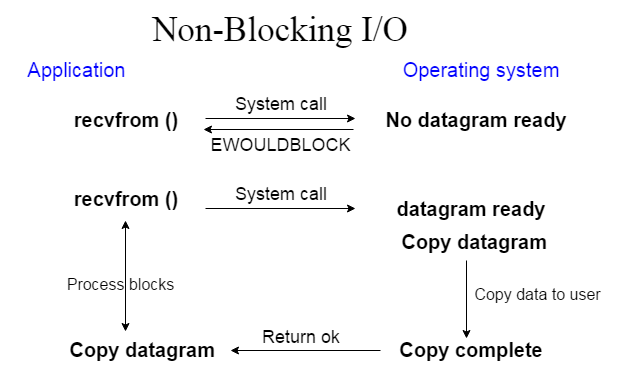 Non-Blocking I/O
Application
Operating system
System call
recvfrom ()
No datagram ready
EWOULDBLOCK
System call
recvfrom ()
datagram ready
Copy datagram
Process blocks
Copy data to user
Return ok
Copy datagram
Copy complete